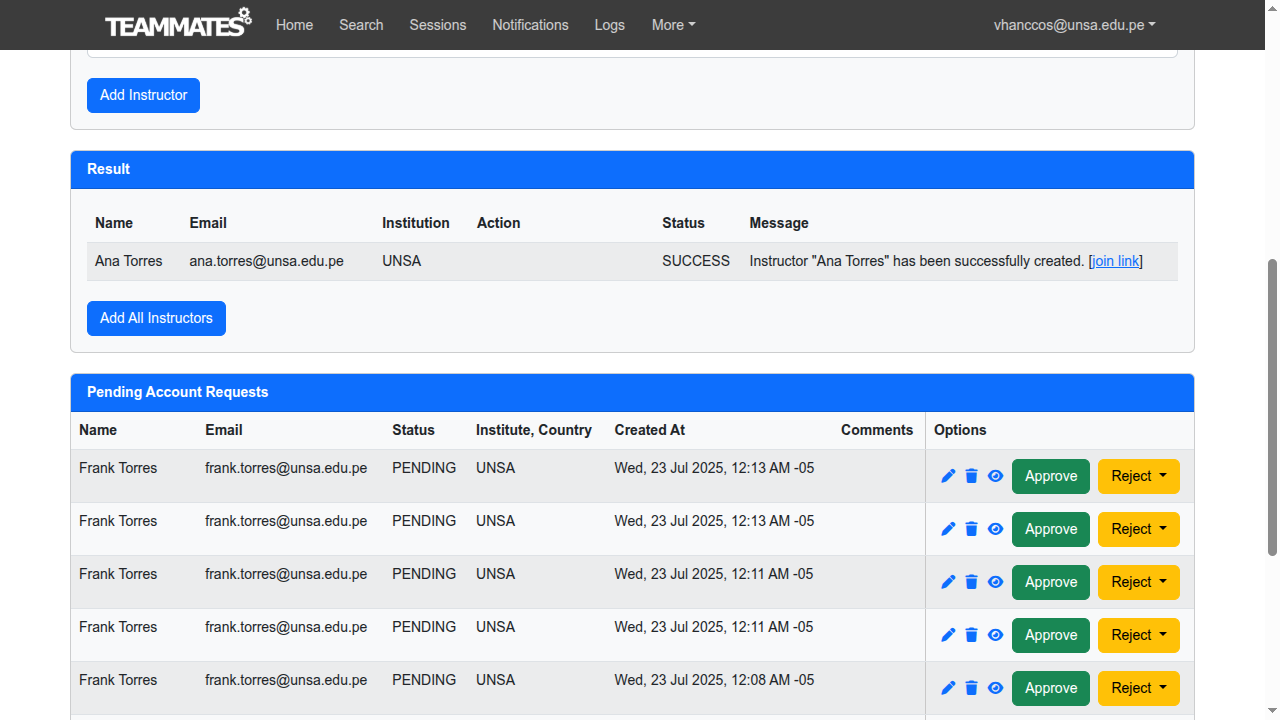 TEAMMATES Home Search Sessions Notifications Logs More vhanccos@unsa.edu.pe
Add Instructor
Result
Name Email Institution Action Status Message
Ana Torres ana.torres@unsa.edu.pe UNSA SUCCESS Instructor "Ana Torres" has been successfully created. [join link]
Add All Instructors
Pending Account Requests
Name Email Status Institute, Country Created At Comments Options
Frank Torres frank.torres@unsa.edu.pe PENDING UNSA Wed, 23 Jul 2025, 12:13 AM -05 Approve Reject
Frank Torres frank.torres@unsa.edu.pe PENDING UNSA Wed, 23 Jul 2025, 12:13 AM -05 Approve Reject
Frank Torres frank.torres@unsa.edu.pe PENDING UNSA Wed, 23 Jul 2025, 12:11 AM -05 Approve Reject
Frank Torres frank.torres@unsa.edu.pe PENDING UNSA Wed, 23 Jul 2025, 12:11 AM -05 Approve Reject
Frank Torres frank.torres@unsa.edu.pe PENDING UNSA Wed, 23 Jul 2025, 12:08 AM -05 Approve Reject